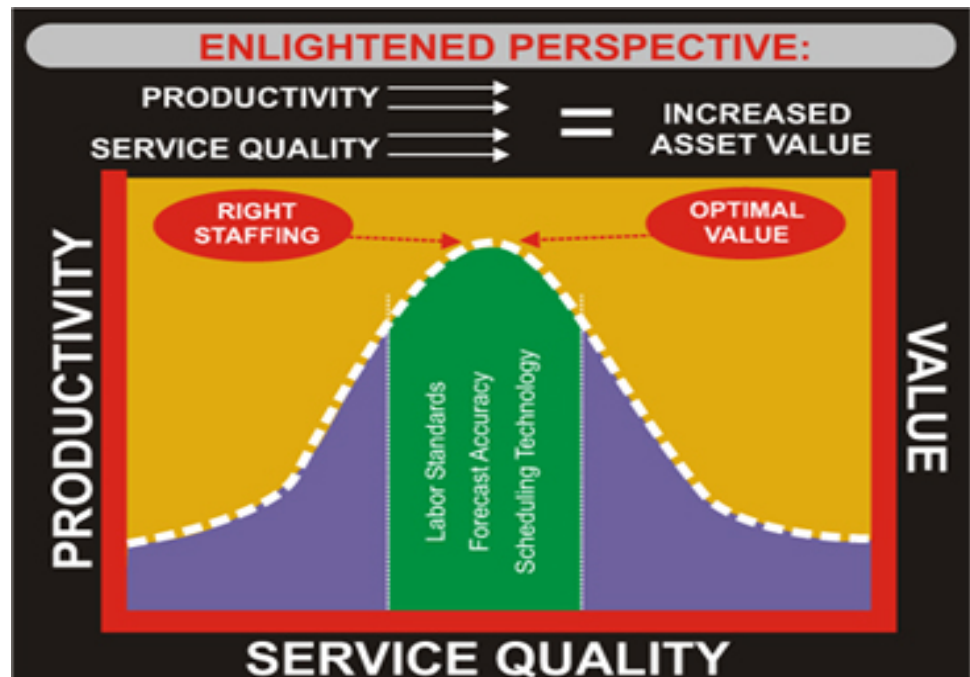 ENLIGHTENED PERSPECTIVE:
PRODUCTIVITY
SERVICE QUALITY
=
INCREASED
ASSET VALUE
RIGHT
STAFFING
OPTIMAL
VALUE
PRODUCTIVITY
Labor Standards
Forecast Accuracy
Scheduling Technology
VALUE
SERVICE QUALITY